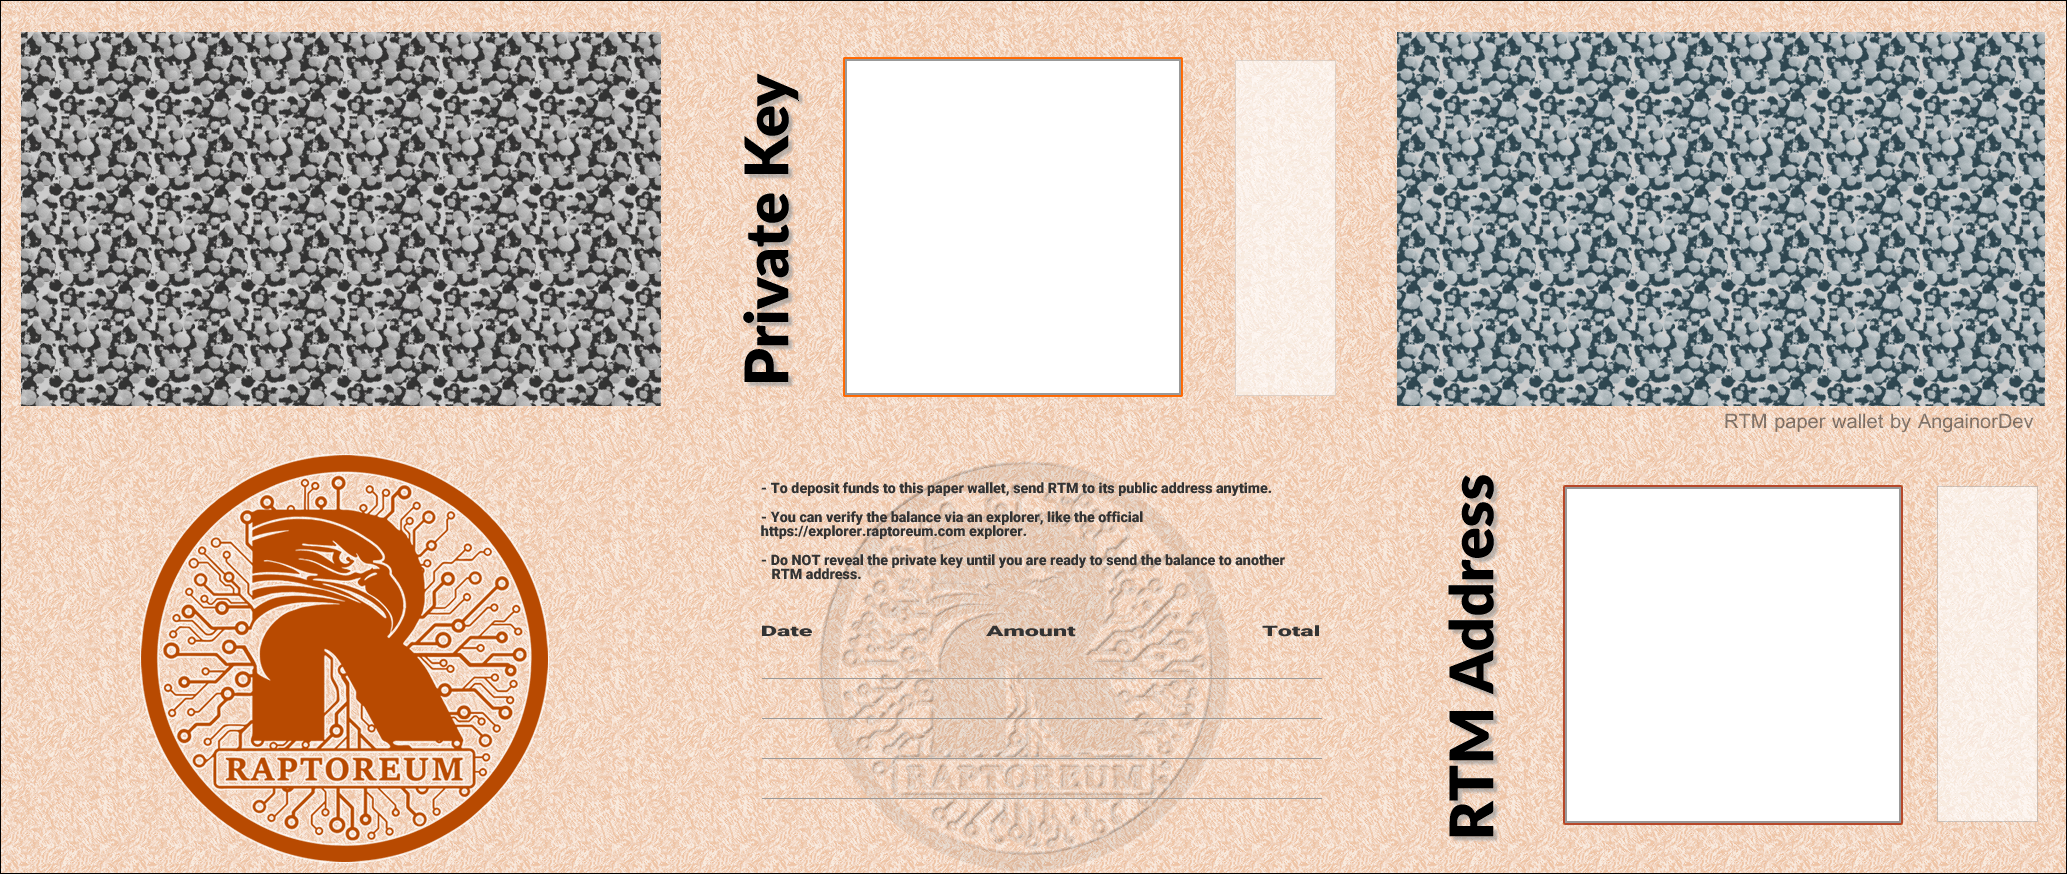 Private Key
RTM paper wallet by AngainorDev
RAPTOREUM
- To deposit funds to this paper wallet, send RTM to its public address anytime.
- You can verify the balance via an explorer, like the official
https://explorer.raptoreum.com explorer.
- Do NOT reveal the private key until you are ready to send the balance to another
RTM address.
Date Amount Total
RAPTOREUM
RTM Address